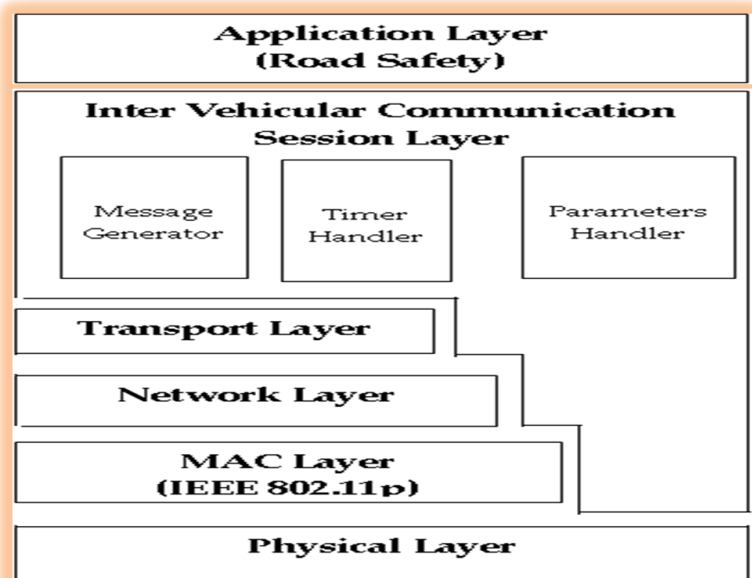 Application Layer
(Road Safety)
Inter Vehicular Communication
Session Layer
Message
Generator
Timer
Handler
Parameters
Handler
Transport Layer
Network Layer
MAC Layer
(IEEE 802.11p)
Physical Layer